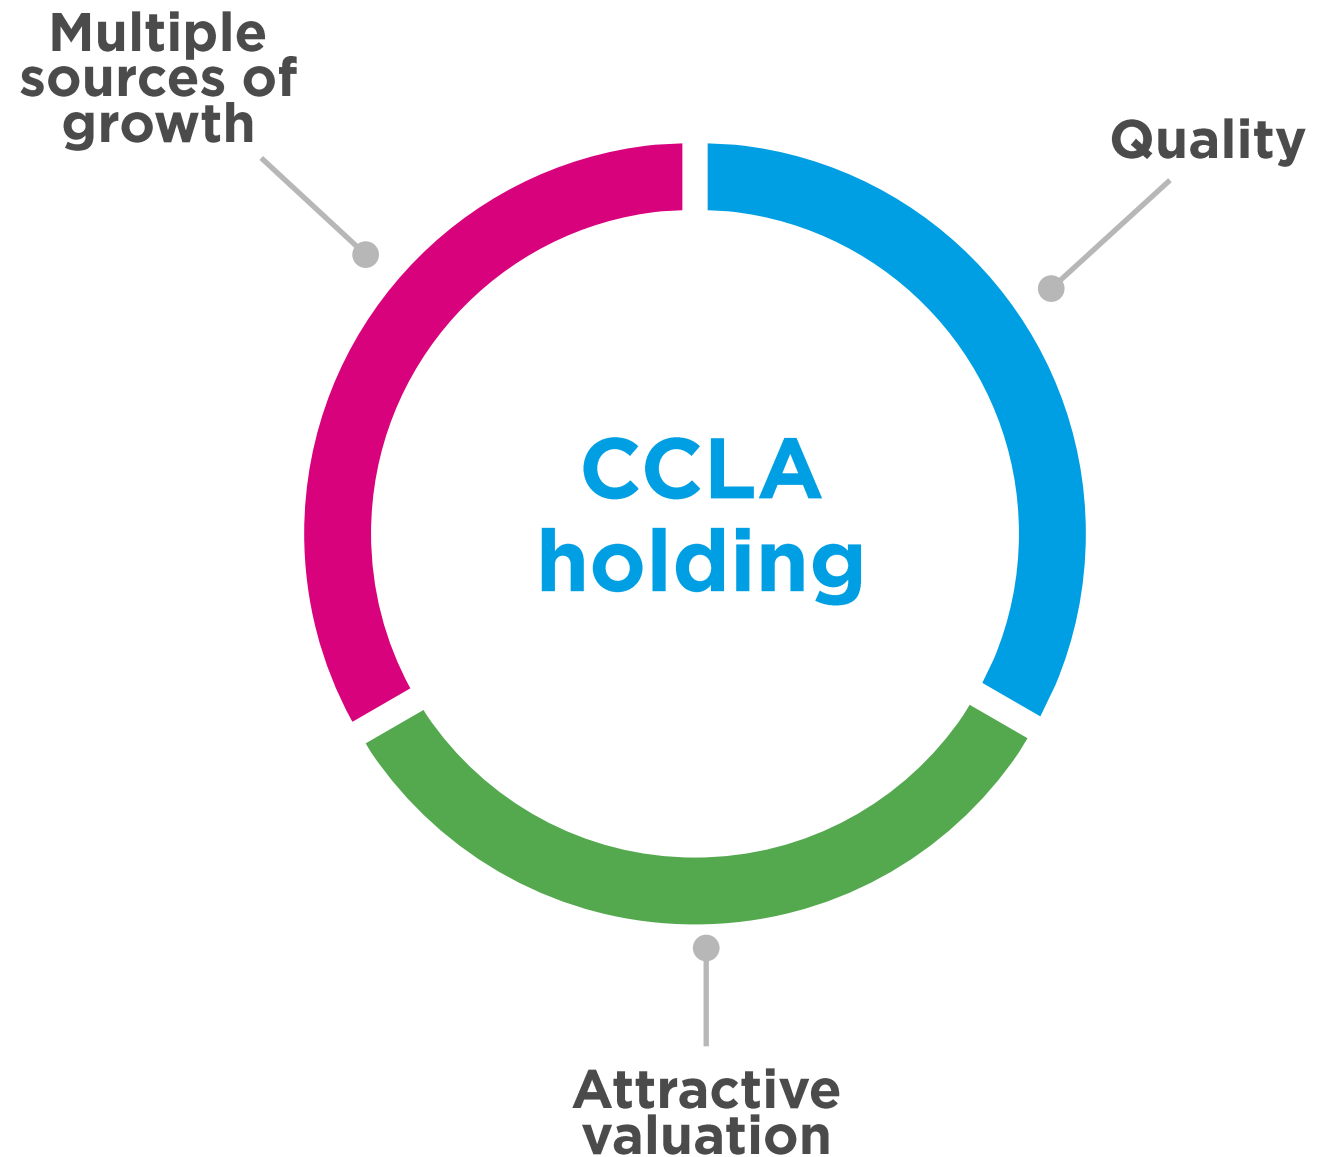 Multiple
sources of
growth
Quality
CCLA
holding
Attractive
valuation